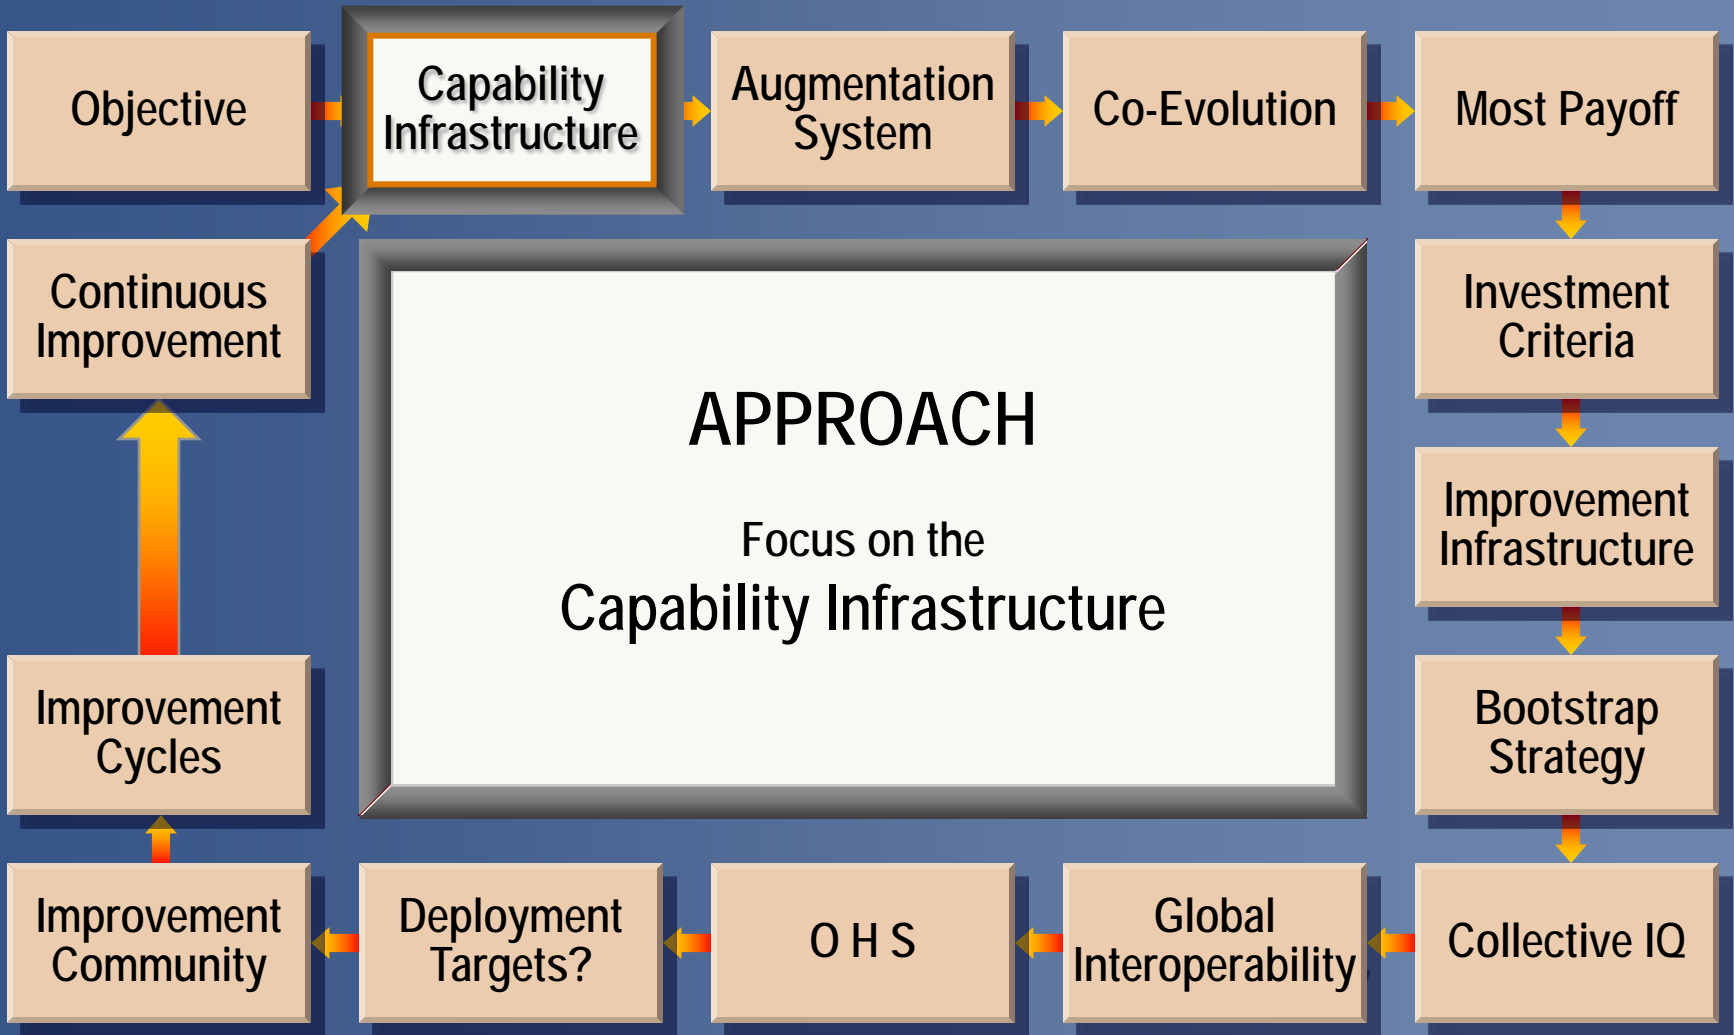 Objective
Capability
Infrastructure
Augmentation
System
Co-Evolution
Most Payoff
Continuous
Improvement
Investment
Criteria
APPROACH
Focus on the
Capability Infrastructure
Improvement
Infrastructure
Improvement
Cycles
Bootstrap
Strategy
Improvement
Community
Deployment
Targets?
O H S
Global
Interoperability
Collective IQ